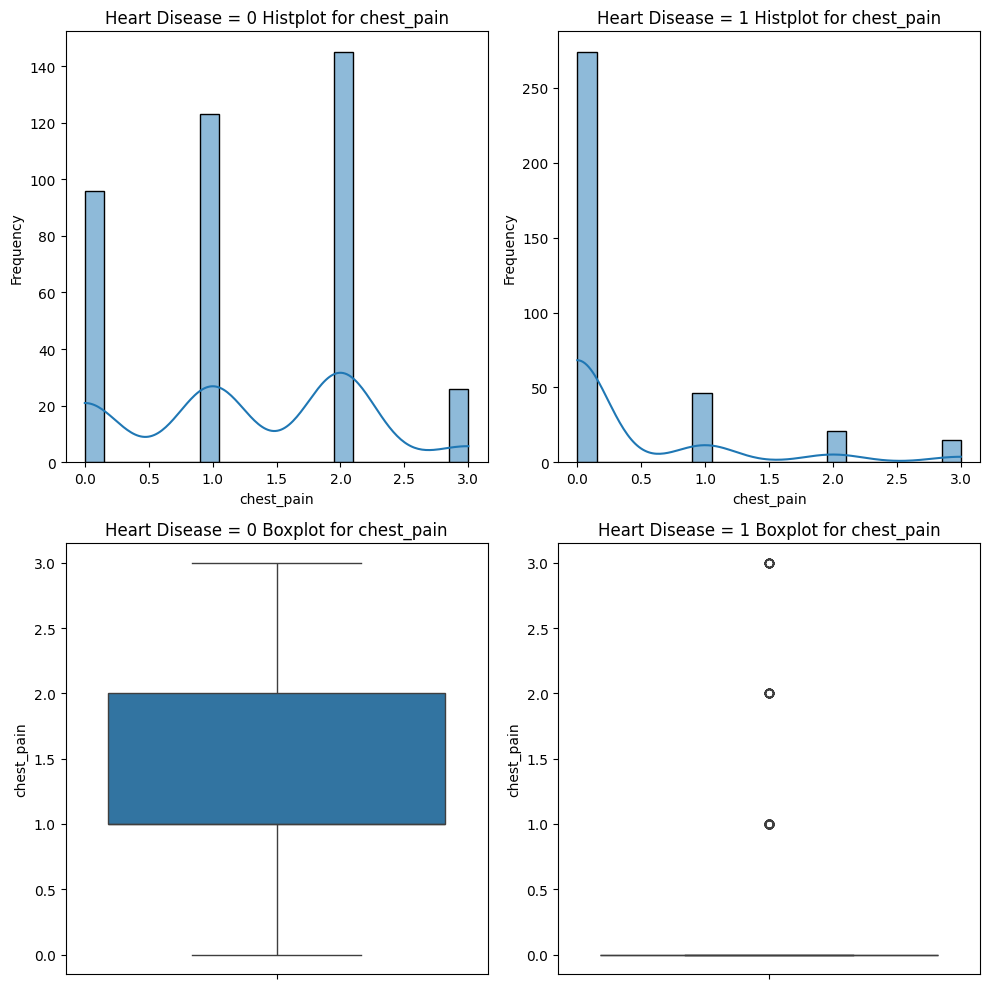 Heart Disease = 0 Histplot for chest_pain
Frequency
140
120
100
80
60
40
20
0
0.0 0.5 1.0 1.5 2.0 2.5 3.0
chest_pain
Heart Disease = 1 Histplot for chest_pain
Frequency
250
200
150
100
50
0
0.0 0.5 1.0 1.5 2.0 2.5 3.0
chest_pain
Heart Disease = 0 Boxplot for chest_pain
chest_pain
3.0
2.5
2.0
1.5
1.0
0.5
0.0
Heart Disease = 1 Boxplot for chest_pain
chest_pain
3.0
2.5
2.0
1.5
1.0
0.5
0.0